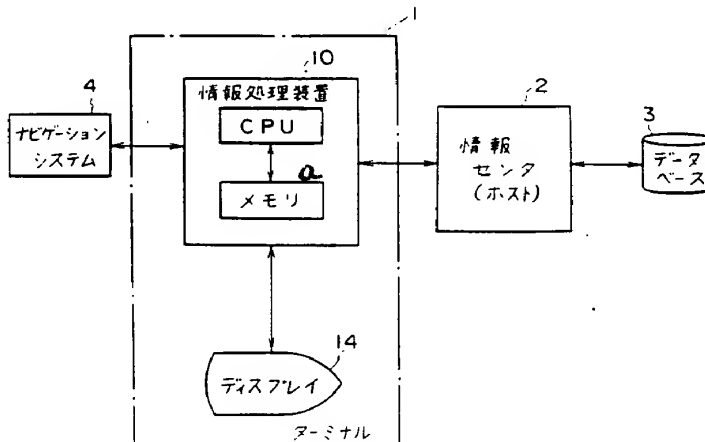 1
10
4
情報処理装置
2
3
ナビゲーション
システム
CPU
情報
センタ
(ホスト)
データ
ベース
a
メモリ
14
ディスプレイ
ターミナル